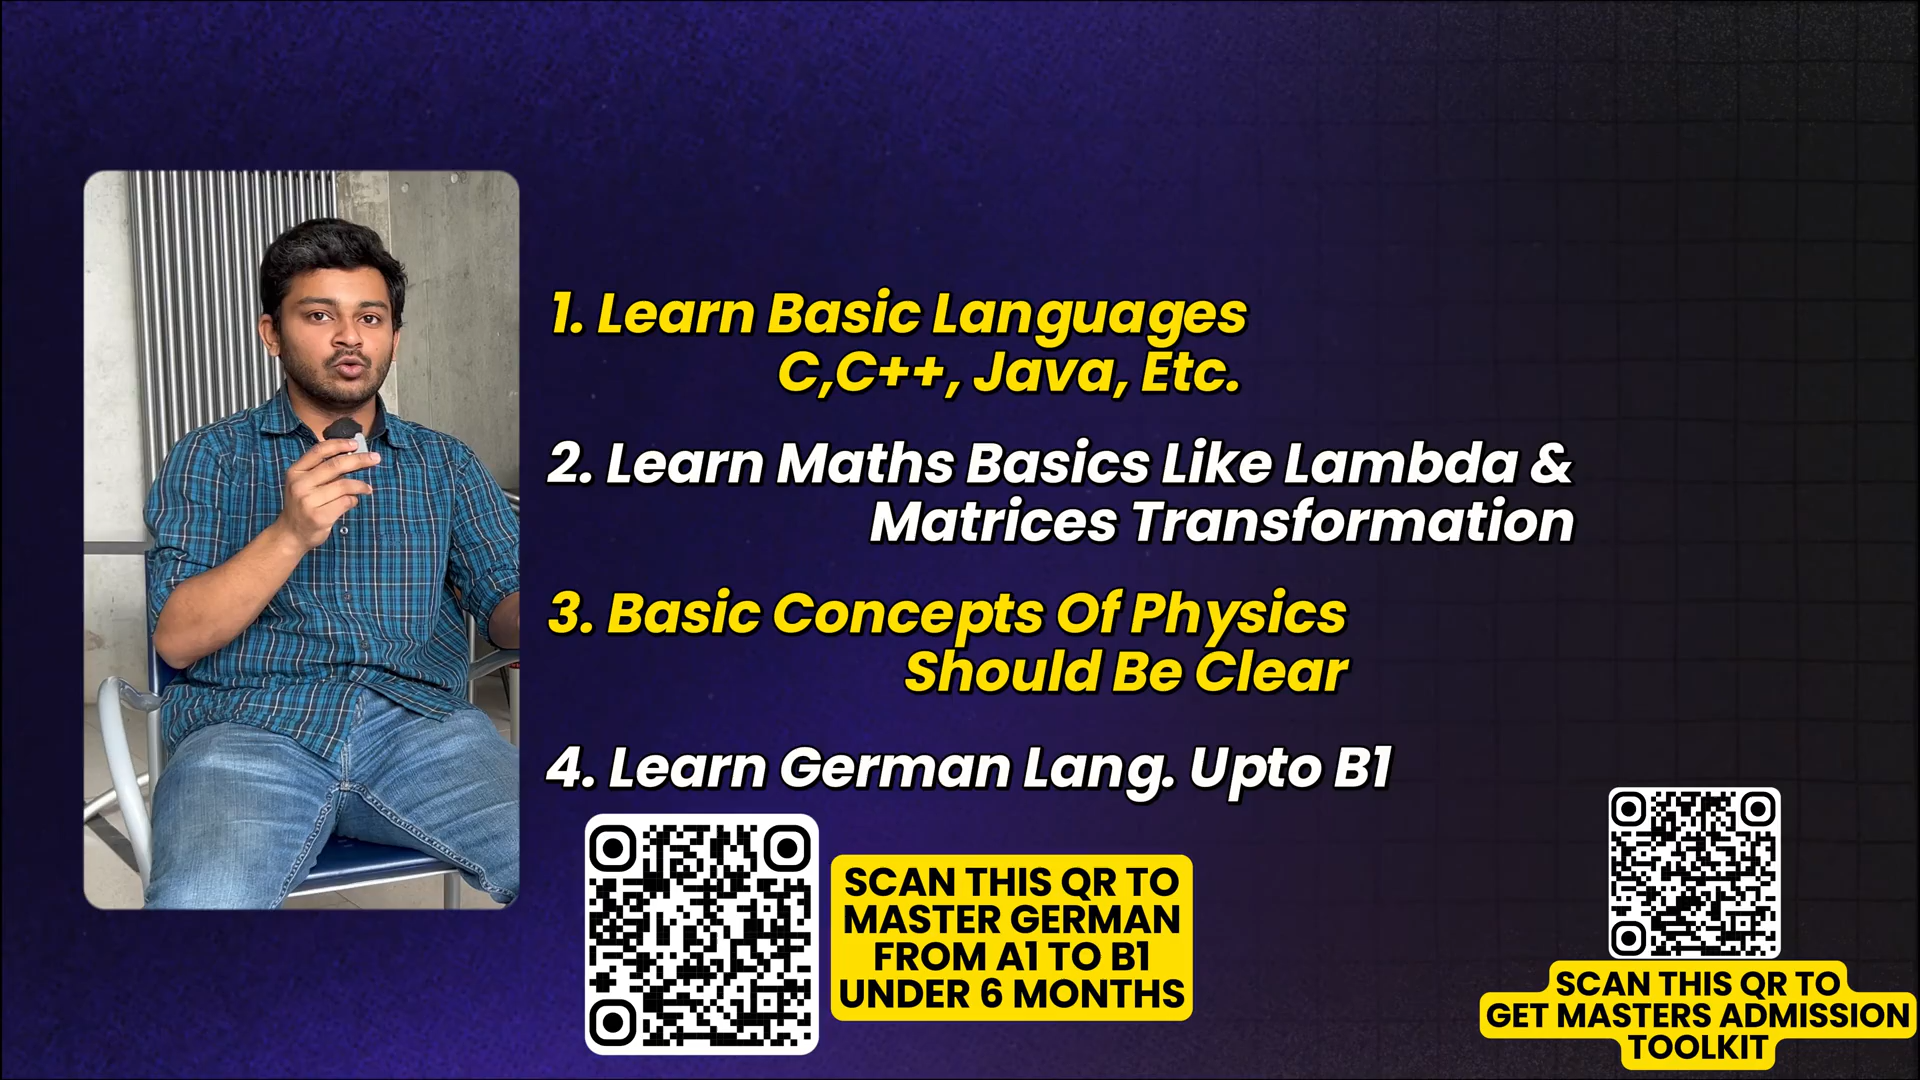 1. Learn Basic Languages
C,C++, Java, Etc.
2. Learn Maths Basics Like Lambda &
Matrices Transformation
3. Basic Concepts Of Physics
Should Be Clear
4. Learn German Lang. Upto B1
SCAN THIS QR TO
MASTER GERMAN
FROM A1 TO B1
UNDER 6 MONTHS
SCAN THIS QR TO
GET MASTERS ADMISSION
TOOLKIT